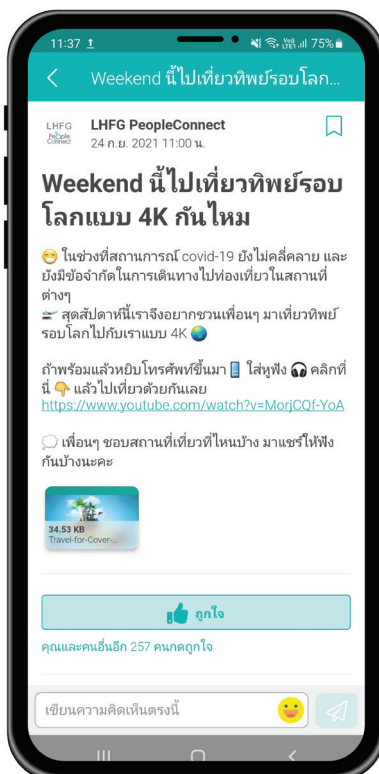 11:37
Vo)) LTE1 75%
Weekend นี้ไปเที่ยวทิพย์รอบโลก...
LHFG
People
Connect
LHFG PeopleConnect
24 ก.ย. 2021 11:00 น.
Weekend นี้ไปเที่ยวทิพย์รอบ
โลกแบบ 4K กันไหม
😁 ในช่วงที่สถานการณ์ covid-19 ยังไม่คลี่คลาย และ
ยังมีข้อจำกัดในการเดินทางไปท่องเที่ยวในสถานที่
ต่างๆ
🛫 สุดสัปดาห์นี้เราจึงอยากชวนเพื่อนๆ มาเที่ยวทิพย์
รอบโลกไปกับเราแบบ 4K 🌏
ถ้าพร้อมแล้วหยิบโทรศัพท์ขึ้นมา📱 ใส่หูฟัง 🎧 คลิกที่
นี่ 👇 แล้วไปเที่ยวด้วยกันเลย
https://www.youtube.com/watch?v=MorjCQf-YoA
💭 เพื่อนๆ ชอบสถานที่เที่ยวที่ไหนบ้าง มาแชร์ให้ฟัง
กันบ้างนะคะ
34.53 KB
Travel-for-Cover-...
ถูกใจ
คุณและคนอื่นอีก 257 คนกดถูกใจ
เขียนความคิดเห็นตรงนี้